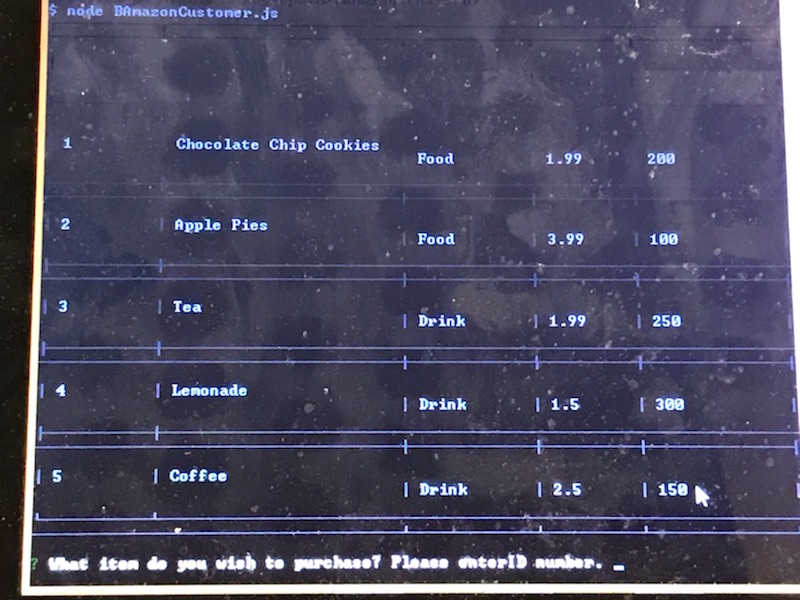 $ node BAmazonCustomer.js
1 Chocolate Chip Cookies Food 1.99 200
2 Apple Pies Food 3.99 100
3 Tea Drink 1.99 250
4 Lemonade Drink 1.5 300
5 Coffee Drink 2.5 150
? What item do you wish to purchase? Please enterID number. _